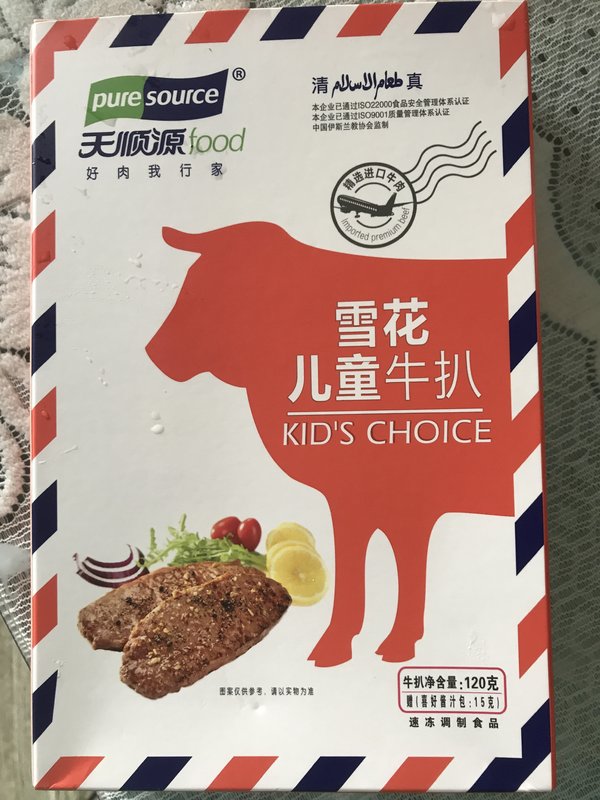 pure source ®
天顺源food
好肉我行家
清 طعام الاسلام 真
本企业已通过ISO22000食品安全管理体系认证
本企业已通过ISO9001质量管理体系认证
中国伊斯兰教协会监制
精选进口牛肉
imported premium beef
雪花
儿童牛扒
KID'S CHOICE
图案仅供参考，请以实物为准
牛扒净含量：120克
赠（喜好酱汁包：15克）
速冻调制食品